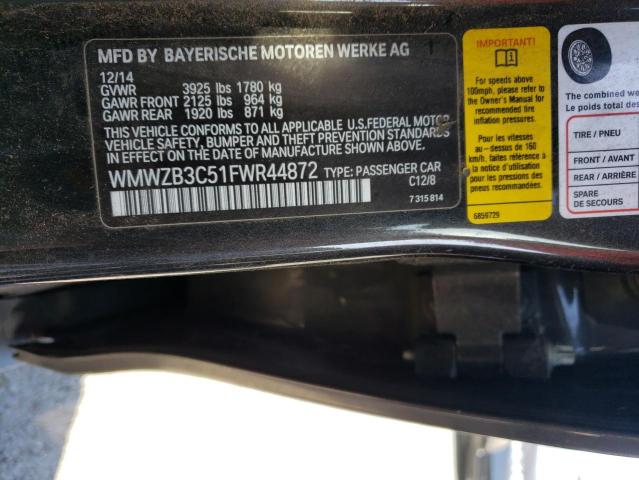 MFD BY BAYERISCHE MOTOREN WERKE AG
12/14
GVWR 3925 lbs 1780 kg
GAWR FRONT 2125 lbs 964 kg
GAWR REAR 1920 lbs 871 kg
THIS VEHICLE CONFORMS TO ALL APPLICABLE U.S.FEDERAL MOTOR
VEHICLE SAFETY, BUMPER AND THEFT PREVENTION STANDARDS
IN EFFECT ON THE DATE OF MANUFACTURE SHOWN ABOVE.
WMWZB3C51FWR44872 TYPE: PASSENGER CAR
C12/8
7 315 814
IMPORTANT!
For speeds above
100mph, please refer to
the Owner's Manual for
recommended tire
inflation pressures.
Pour les vitesses
au-dessus de 160
km/h, faites référence à
la notice d'utilisation
pour les pressions
recommandées.
6859729
The combined we
Le poids total des
TIRE / PNEU
FRONT / AVANT
REAR / ARRIÈRE
SPARE
DE SECOURS